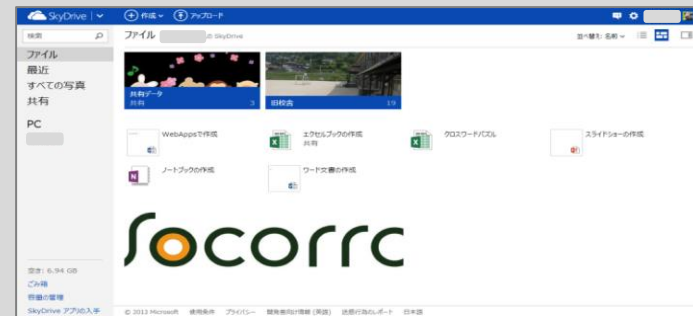 SkyDrive
作成
アップロード
検索
ファイル
の SkyDrive
並べ替え: 名前
ファイル
最近
すべての写真
共有
PC
共有データ
共有
3
旧校舎
19
WebAppsで作成
エクセルブックの作成
共有
クロスワードパズル
スライドショーの作成
ノートブックの作成
ワード文書の作成
socorro
空き: 6.94 GB
ごみ箱
容量の管理
SkyDrive アプリの入手
© 2013 Microsoft 使用条件 プライバシー 開発者向け情報 (英語) 迷惑行為のレポート 日本語